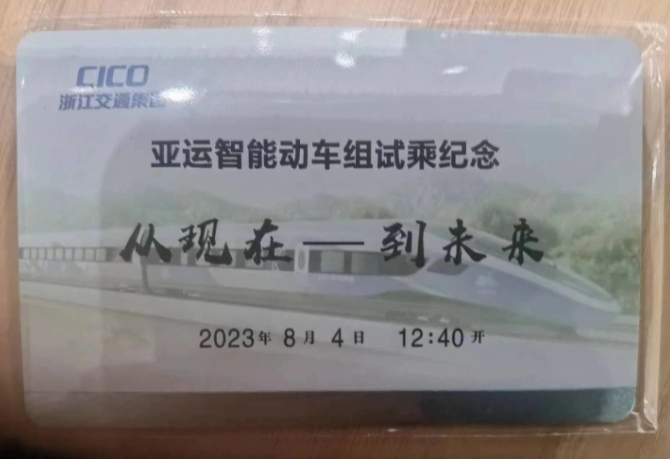 CICO
浙江交通集团
亚运智能动车组试乘纪念
从现在——到未来
2023年 8月 4日 12:40开